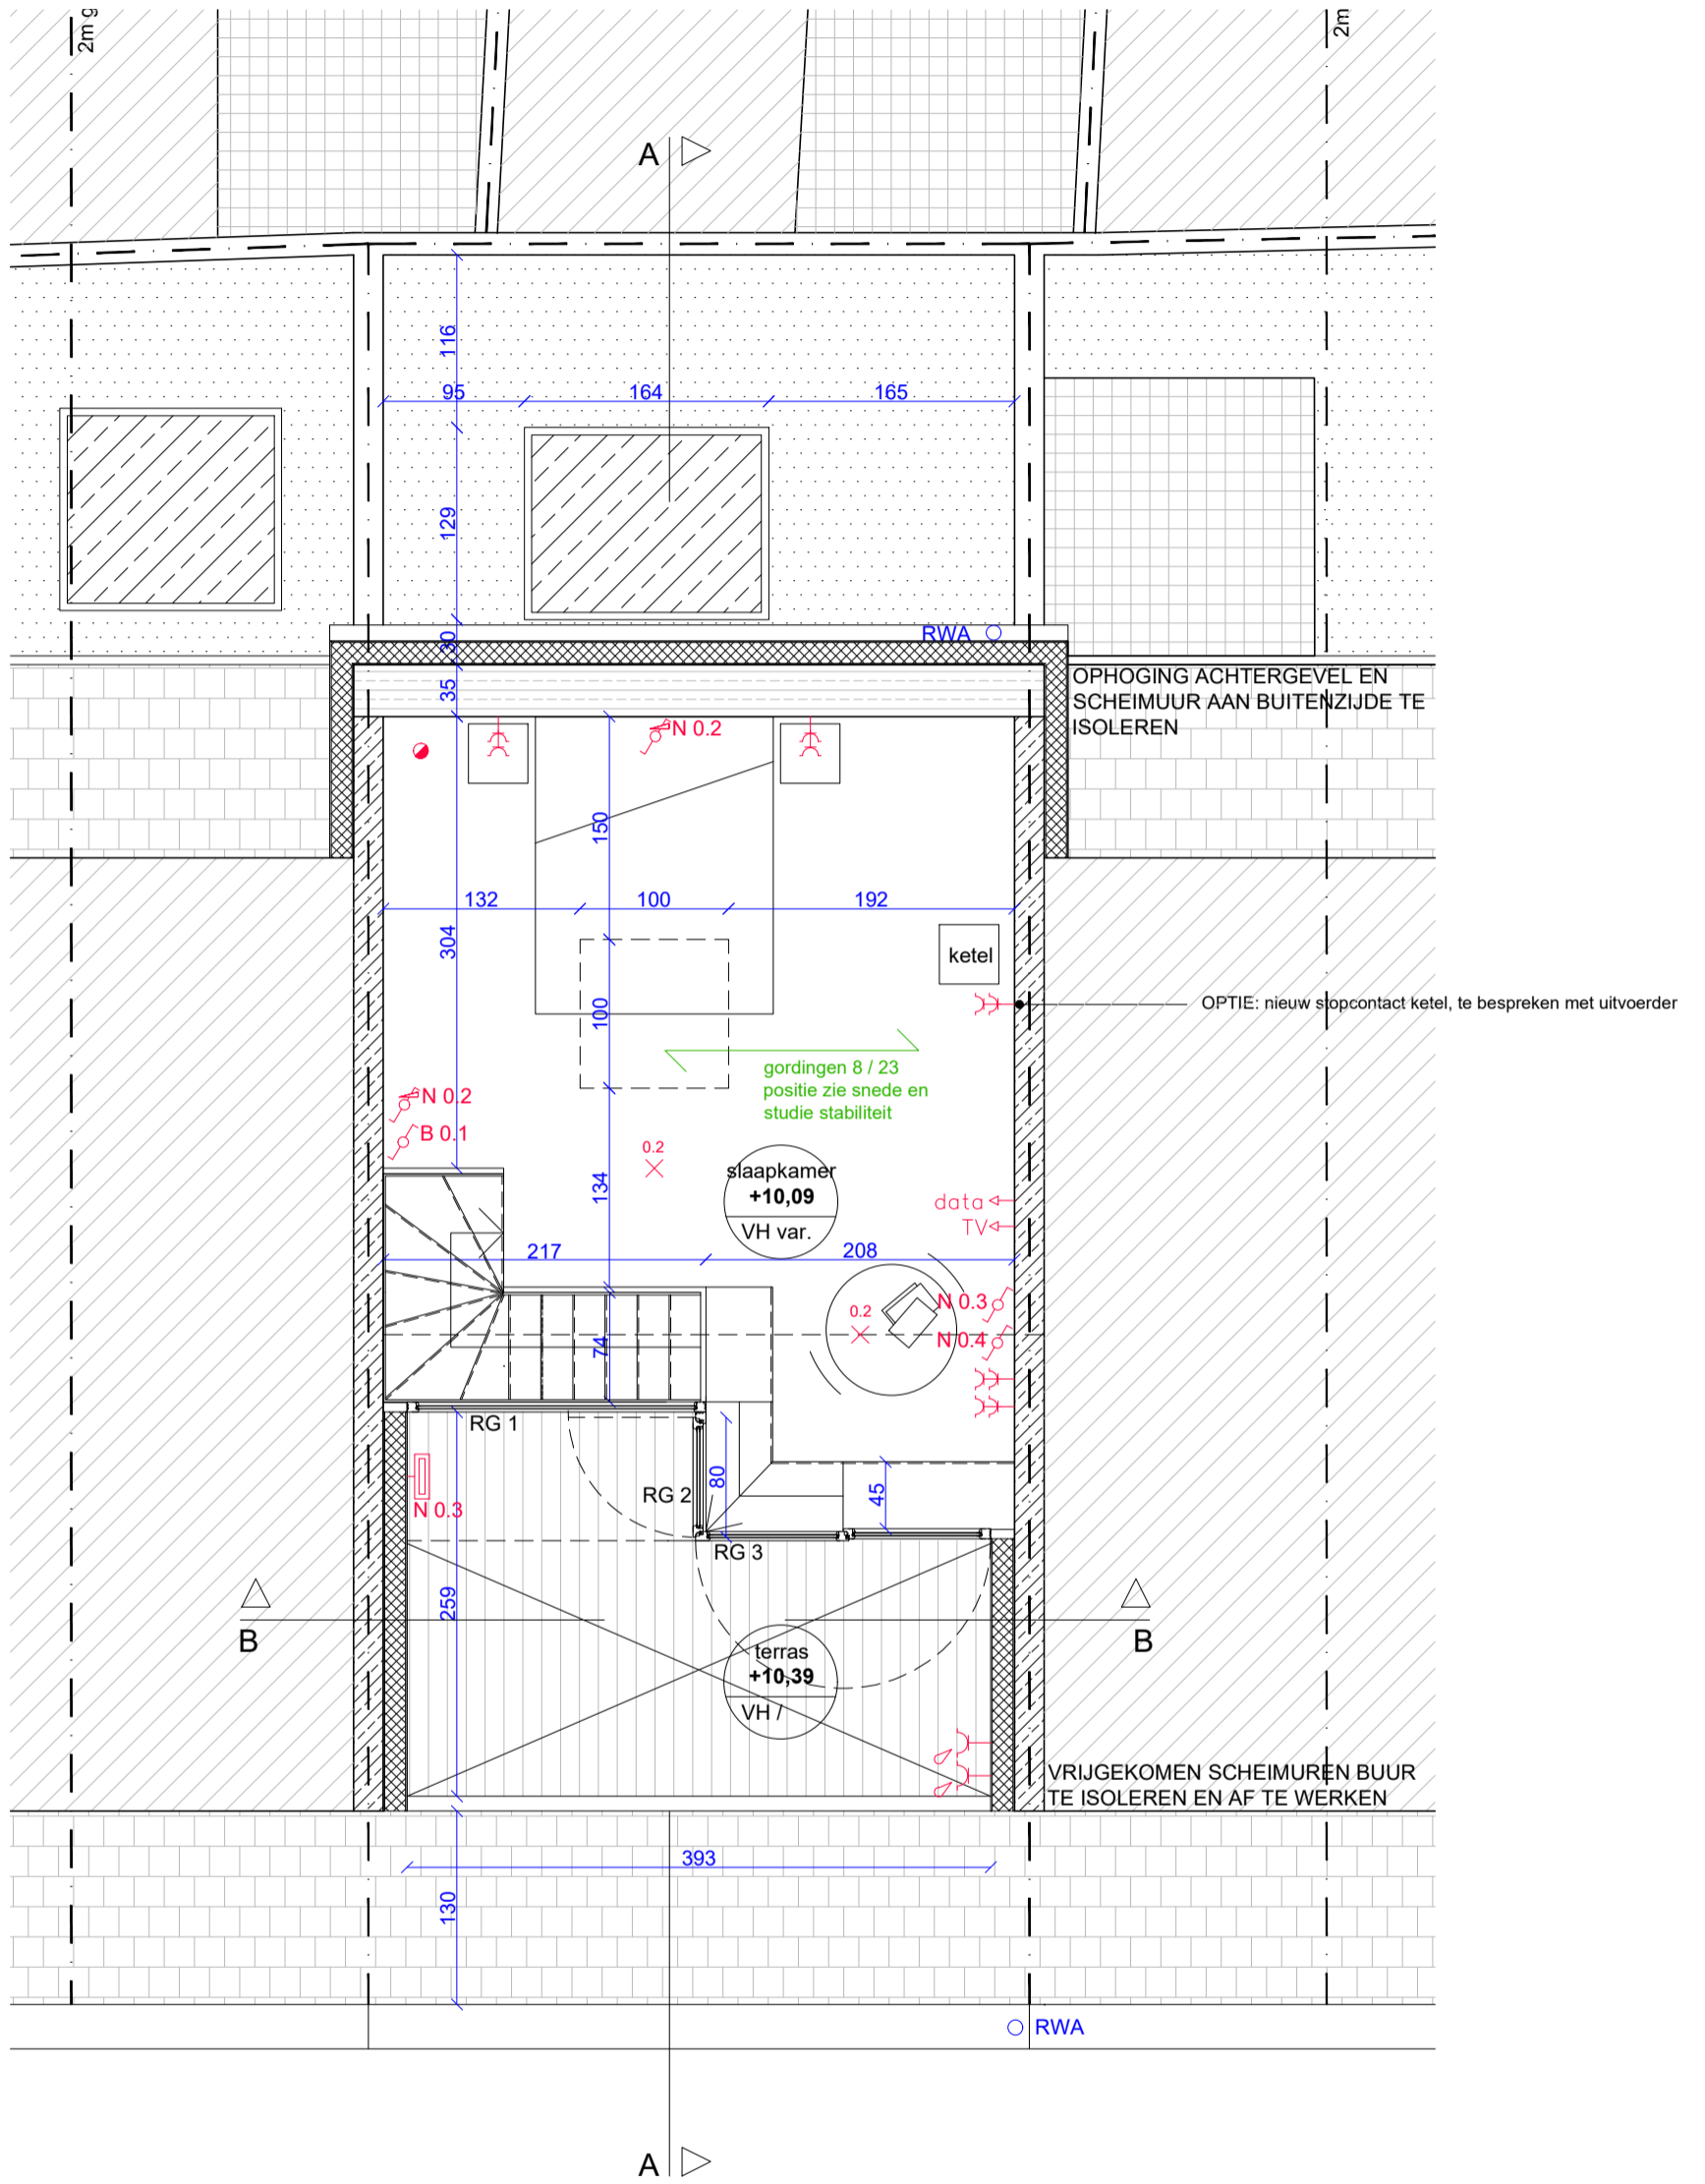 2m g
2m
A
116
95
164
165
129
30
RWA
35
OPHOGING ACHTERGEVEL EN
SCHEIMUUR AAN BUITENZIJDE TE
ISOLEREN
N 0.2
150
132
100
192
304
ketel
100
OPTIE: nieuw stopcontact ketel, te bespreken met uitvoerder
gordingen 8 / 23
positie zie snede en
studie stabiliteit
N 0.2
B 0.1
0.2
134
slaapkamer
+10,09
VH var.
data
TV
217
208
N 0.3
0.2
N 0.4
74
RG 1
80
45
RG 2
N 0.3
RG 3
259
B
B
terras
+10,39
VH /
VRIJGEKOMEN SCHEIMUREN BUUR
TE ISOLEREN EN AF TE WERKEN
393
130
RWA
A